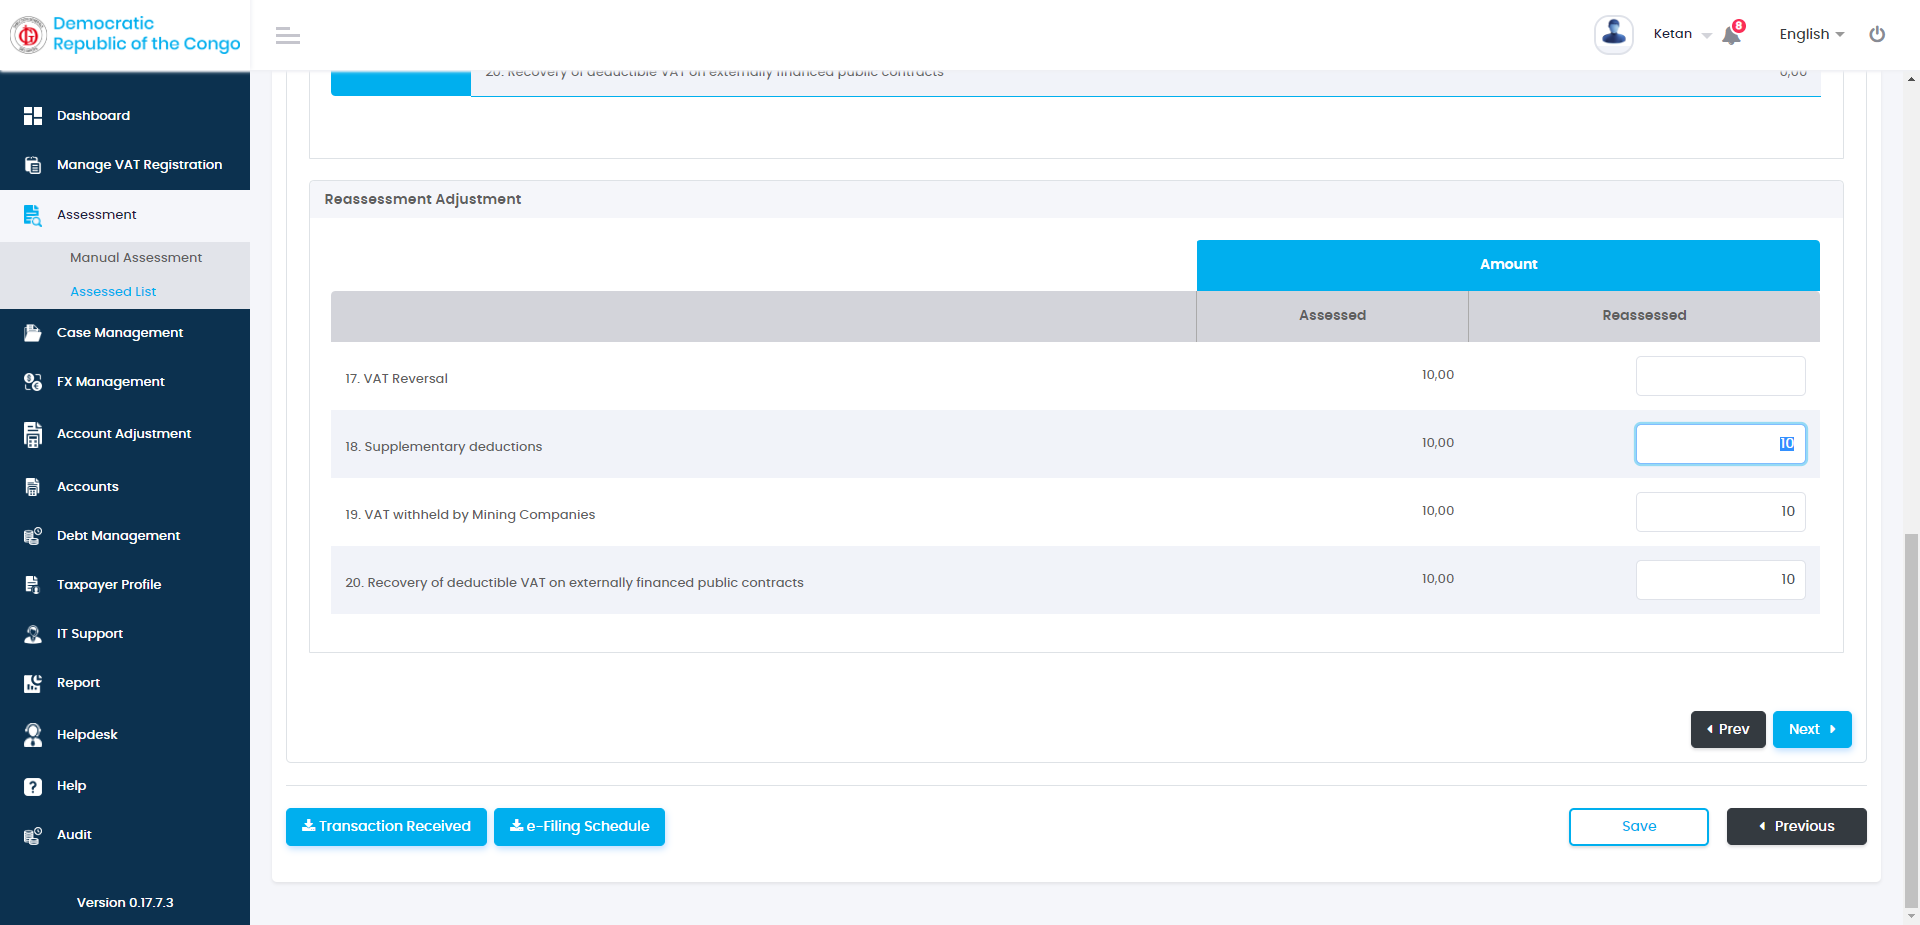 Democratic
Republic of the Congo
Ketan
8
English
Dashboard
Manage VAT Registration
Assessment
Manual Assessment
Assessed List
Case Management
FX Management
Account Adjustment
Accounts
Debt Management
Taxpayer Profile
IT Support
Report
Helpdesk
Help
Audit
Version 0.17.7.3
20. Recovery of deductible VAT on externally financed public contracts 0,00
Reassessment Adjustment
Amount
Assessed Reassessed
17. VAT Reversal 10,00
18. Supplementary deductions 10,00 10
19. VAT withheld by Mining Companies 10,00 10
20. Recovery of deductible VAT on externally financed public contracts 10,00 10
Prev Next
Transaction Received e-Filing Schedule Save Previous